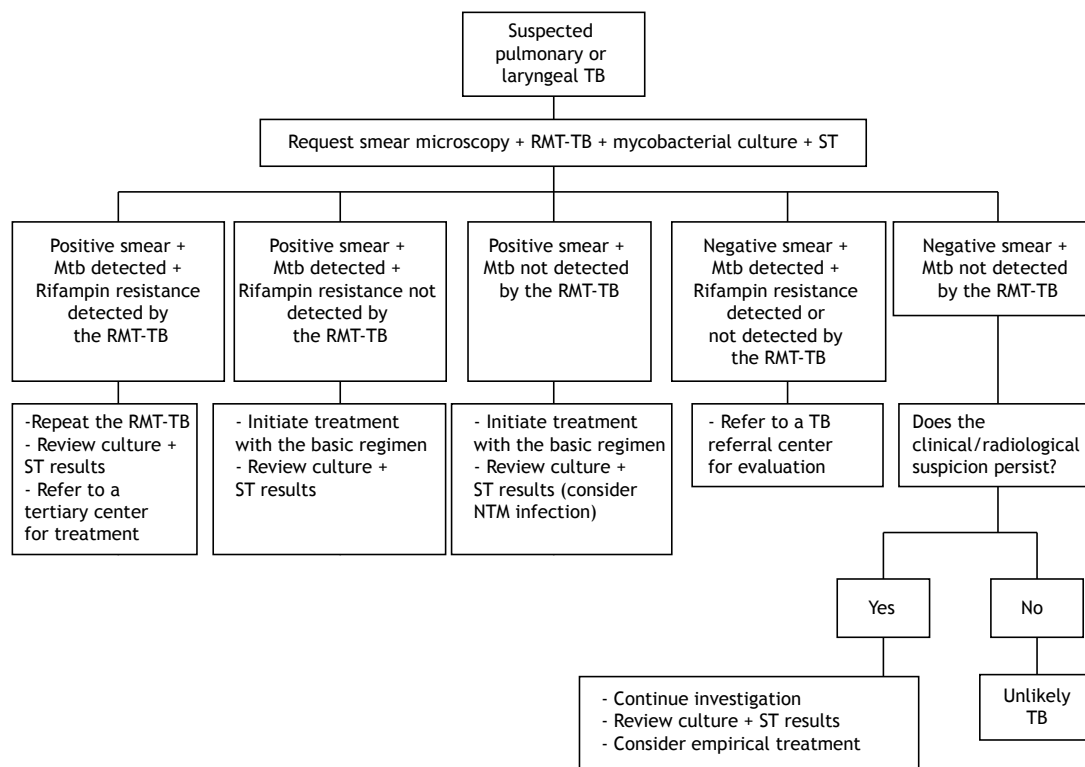 Suspected
pulmonary or
laryngeal TB
Request smear microscopy + RMT-TB + mycobacterial culture + ST
Positive smear +
Mtb detected +
Rifampin resistance
detected by
the RMT-TB
Positive smear +
Mtb detected +
Rifampin resistance not
detected by
the RMT-TB
Positive smear +
Mtb not detected
by the RMT-TB
Negative smear +
Mtb detected +
Rifampin resistance
detected or
not detected by
the RMT-TB
Negative smear +
Mtb not detected
by the RMT-TB
-Repeat the RMT-TB
- Review culture +
ST results
- Refer to a
tertiary center
for treatment
- Initiate treatment
with the basic regimen
- Review culture +
ST results
- Initiate treatment
with the basic regimen
- Review culture +
ST results (consider
NTM infection)
- Refer to a TB
referral center
for evaluation
Does the
clinical/radiological
suspicion persist?
Yes
No
- Continue investigation
- Review culture + ST results
- Consider empirical treatment
Unlikely
TB